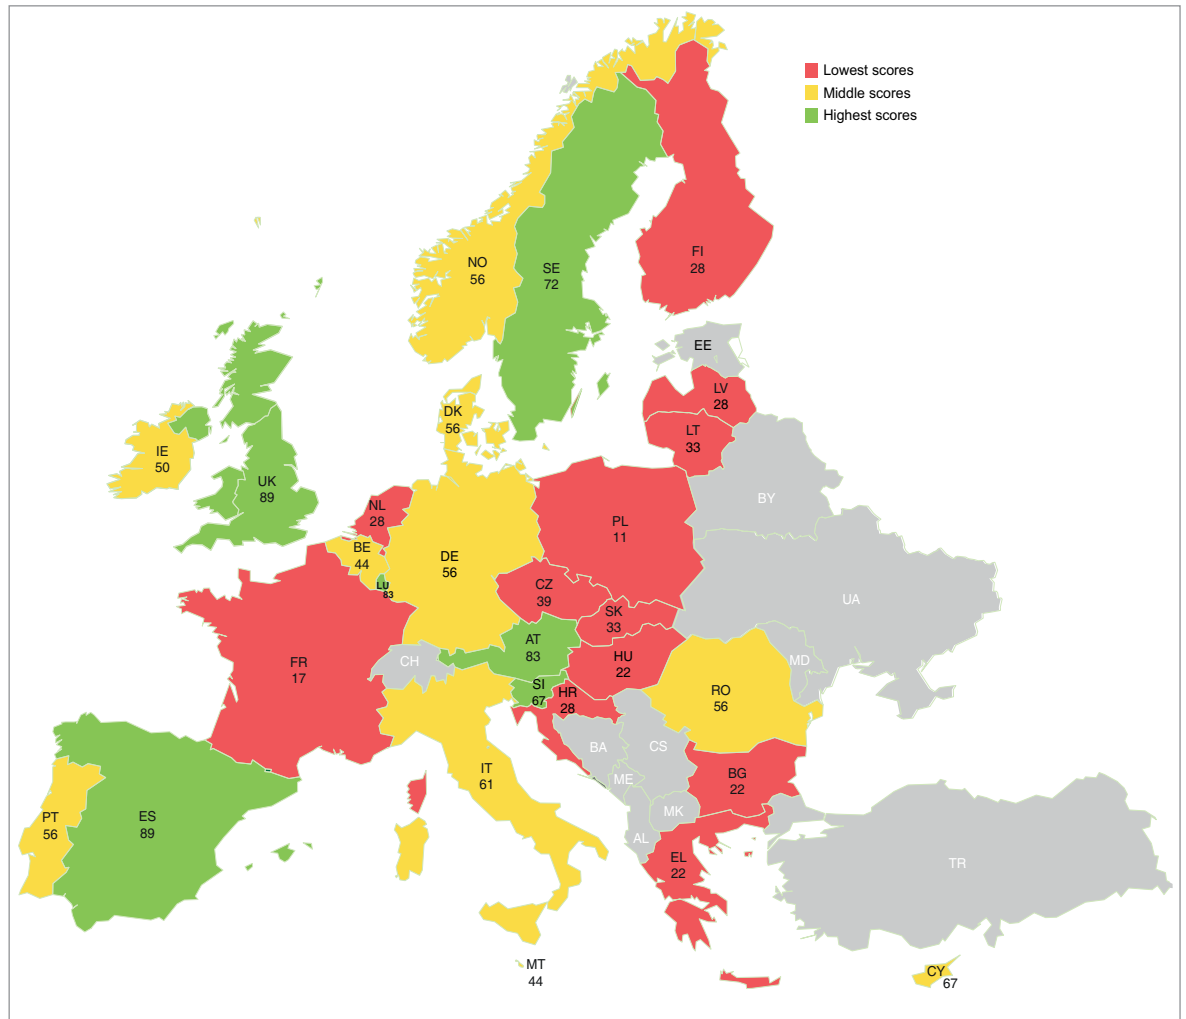 Lowest scores
Middle scores
Highest scores
NO
56
SE
72
FI
28
EE
LV
28
LT
33
DK
56
IE
50
UK
89
NL
28
BE
44
LU
83
DE
56
PL
11
BY
UA
CZ
39
SK
33
AT
83
HU
22
MD
FR
17
CH
SI
67
HR
28
RO
56
BA
CS
ME
MK
AL
BG
22
IT
61
PT
56
ES
89
EL
22
TR
MT
44
CY
67